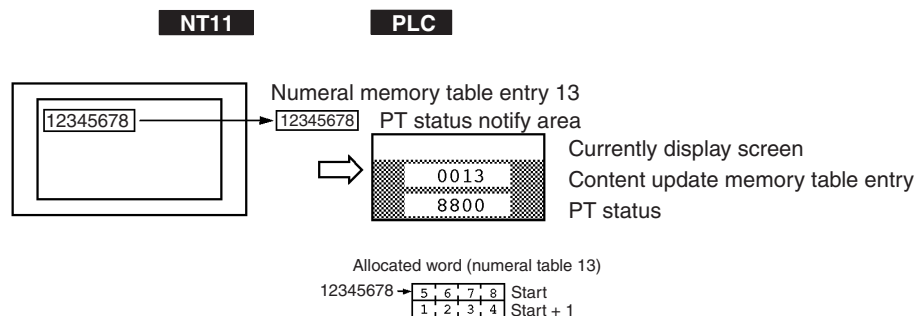 NT11 PLC
Numeral memory table entry 13
12345678 12345678 PT status notify area
Currently display screen
0013 Content update memory table entry
8800 PT status
Allocated word (numeral table 13)
12345678 5 6 7 8 Start
1 2 3 4 Start + 1